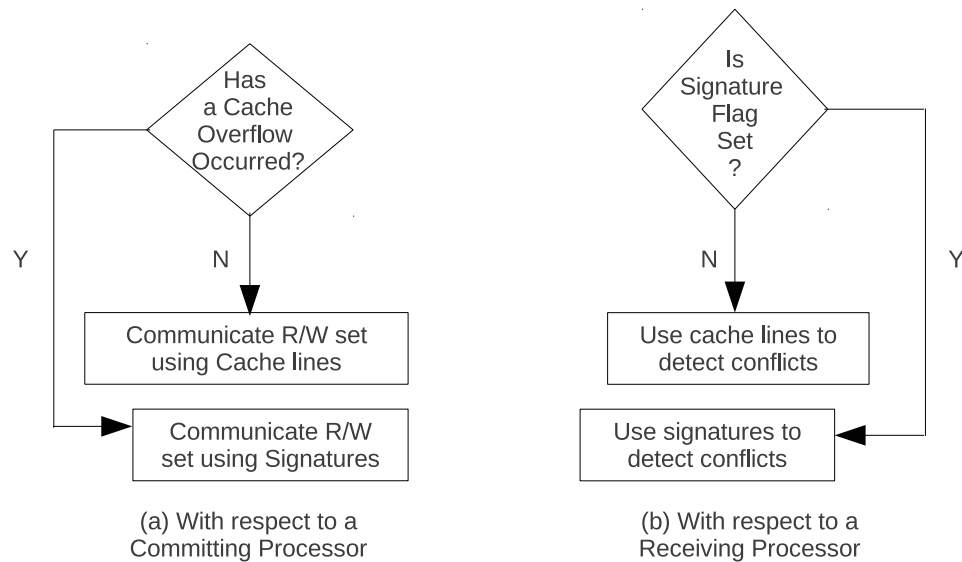 Has
a Cache
Overflow
Occurred?
Y
N
Communicate R/W set
using Cache lines
Communicate R/W
set using Signatures
(a) With respect to a
Committing Processor
Is
Signature
Flag
Set
?
N
Y
Use cache lines to
detect conflicts
Use signatures to
detect conflicts
(b) With respect to a
Receiving Processor